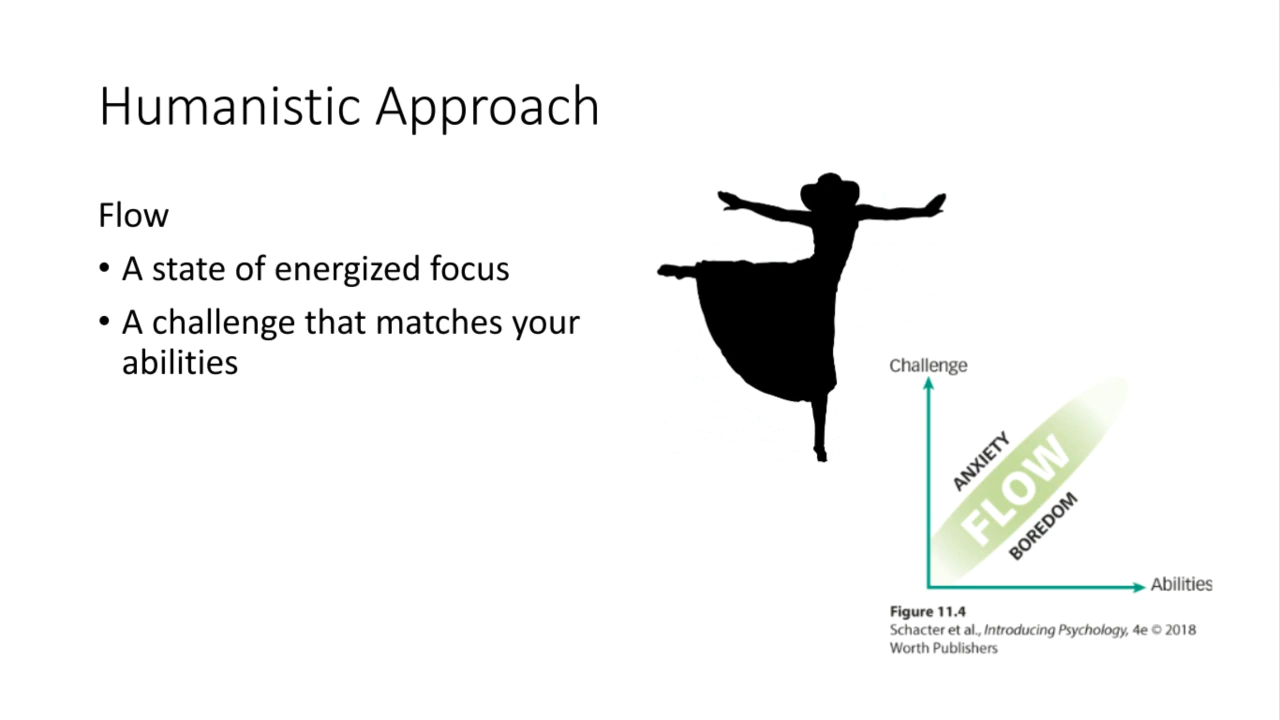 Humanistic Approach
Flow
• A state of energized focus
• A challenge that matches your
abilities
Challenge
ANXIETY
FLOW
BOREDOM
Abilities
Figure 11.4
Schacter et al., Introducing Psychology, 4e © 2018
Worth Publishers